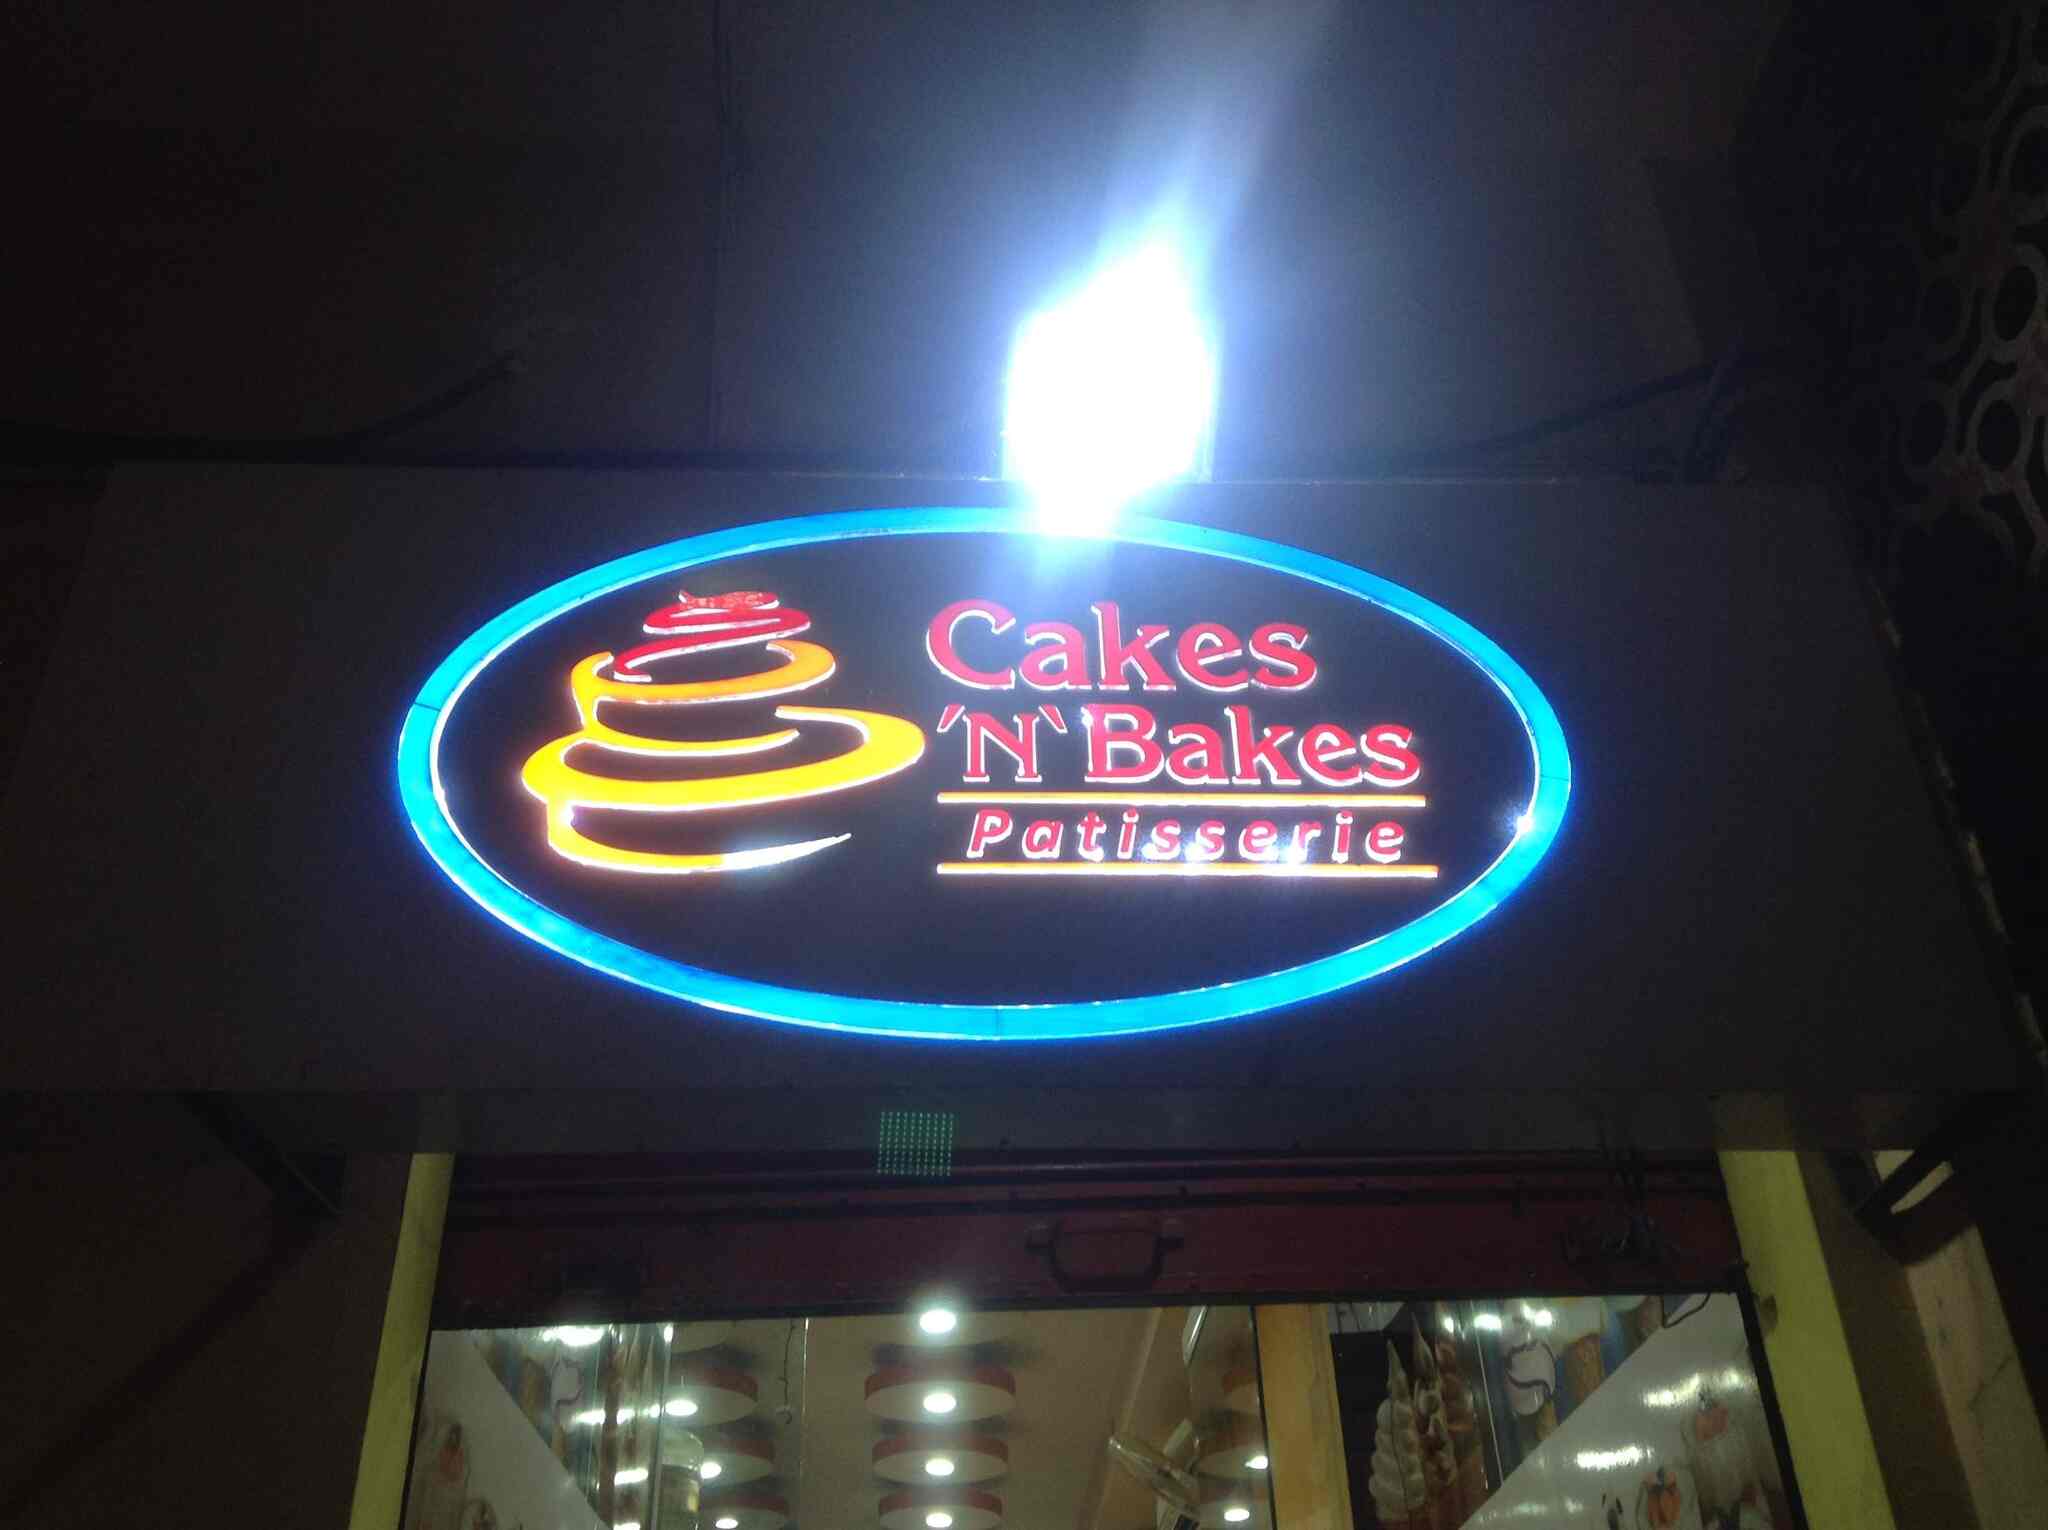 Cakes
'N' Bakes
Patisserie